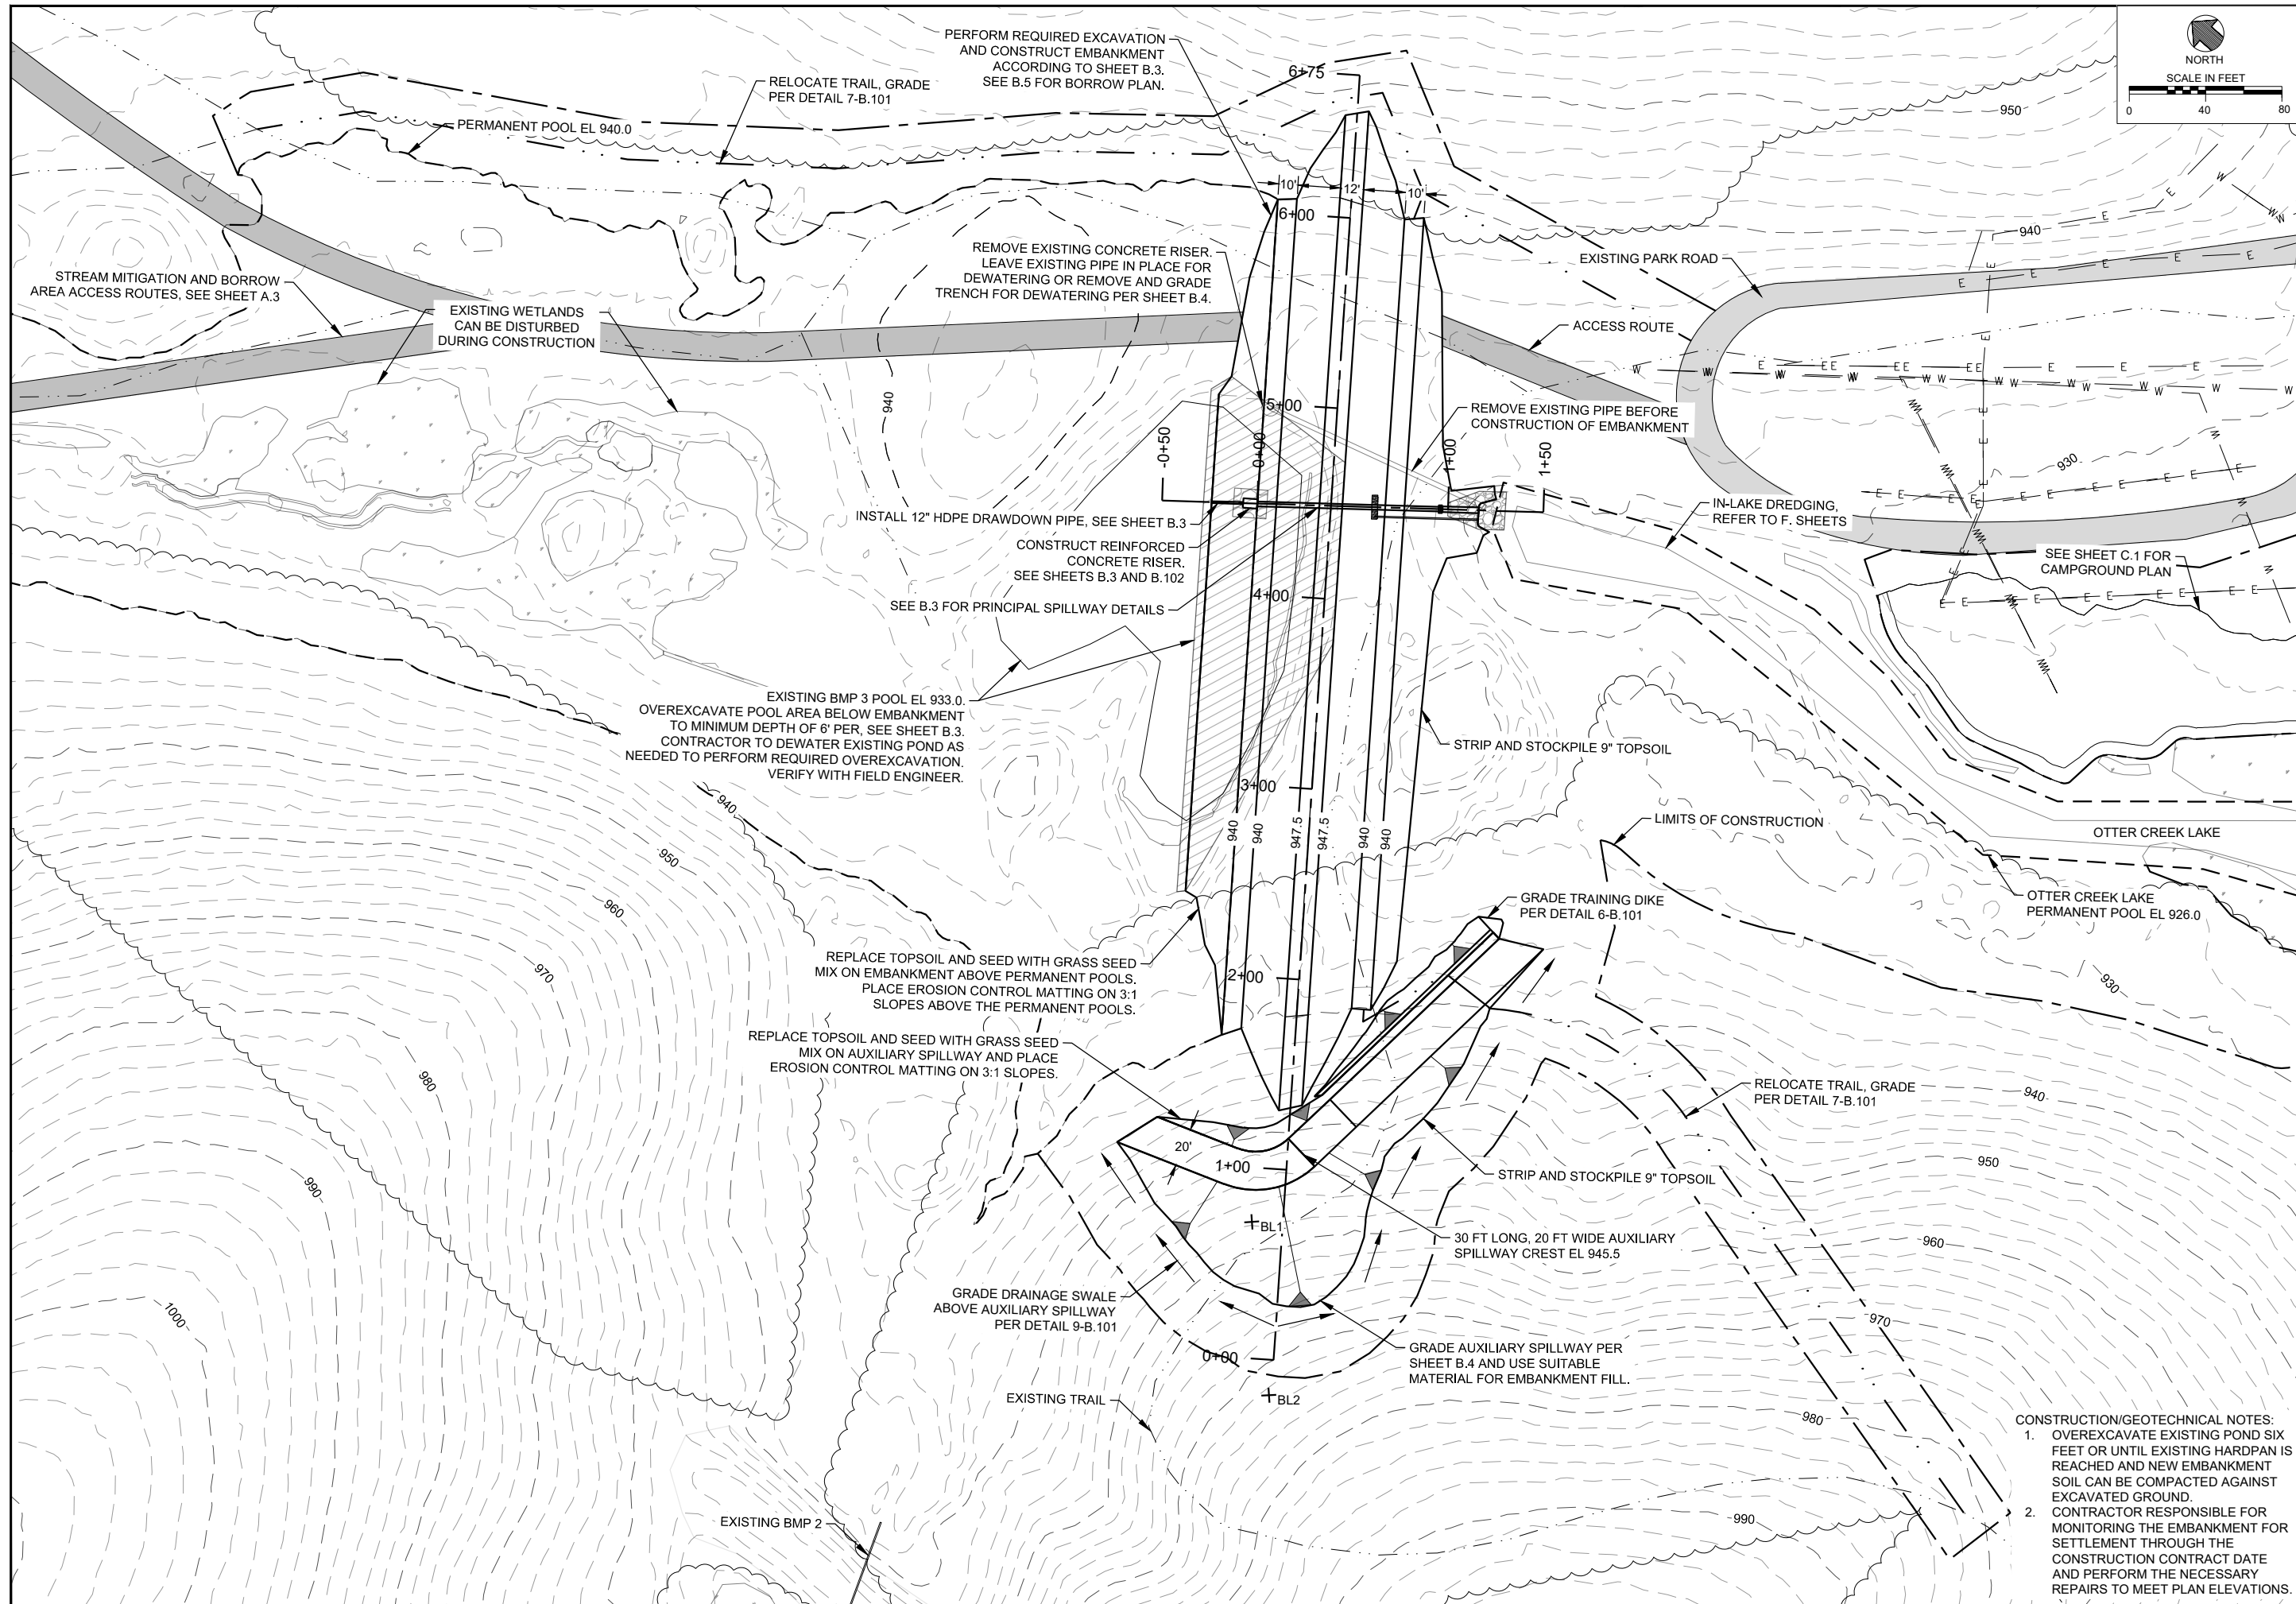 PERFORM REQUIRED EXCAVATION
AND CONSTRUCT EMBANKMENT
ACCORDING TO SHEET B.3.
SEE B.5 FOR BORROW PLAN.
6+75
NORTH
SCALE IN FEET
0 40 80
RELOCATE TRAIL, GRADE
PER DETAIL 7-B.101
950
PERMANENT POOL EL 940.0
10'
12'
10'
6+00
940
REMOVE EXISTING CONCRETE RISER.
LEAVE EXISTING PIPE IN PLACE FOR
DEWATERING OR REMOVE AND GRADE
TRENCH FOR DEWATERING PER SHEET B.4.
EXISTING PARK ROAD
STREAM MITIGATION AND BORROW
AREA ACCESS ROUTES, SEE SHEET A.3
EXISTING WETLANDS
CAN BE DISTURBED
DURING CONSTRUCTION
ACCESS ROUTE
940
5+00
REMOVE EXISTING PIPE BEFORE
CONSTRUCTION OF EMBANKMENT
-0+50
0+00
1+00
1+50
930
INSTALL 12" HDPE DRAWDOWN PIPE, SEE SHEET B.3
IN-LAKE DREDGING,
REFER TO F. SHEETS
CONSTRUCT REINFORCED
CONCRETE RISER.
SEE SHEETS B.3 AND B.102
SEE SHEET C.1 FOR
CAMPGROUND PLAN
SEE B.3 FOR PRINCIPAL SPILLWAY DETAILS
4+00
EXISTING BMP 3 POOL EL 933.0.
OVEREXCAVATE POOL AREA BELOW EMBANKMENT
TO MINIMUM DEPTH OF 6' PER, SEE SHEET B.3.
CONTRACTOR TO DEWATER EXISTING POND AS
NEEDED TO PERFORM REQUIRED OVEREXCAVATION.
VERIFY WITH FIELD ENGINEER.
STRIP AND STOCKPILE 9" TOPSOIL
3+00
940
950
940
940
947.5
947.5
940
940
LIMITS OF CONSTRUCTION
OTTER CREEK LAKE
960
GRADE TRAINING DIKE
PER DETAIL 6-B.101
OTTER CREEK LAKE
PERMANENT POOL EL 926.0
970
REPLACE TOPSOIL AND SEED WITH GRASS SEED
MIX ON EMBANKMENT ABOVE PERMANENT POOLS.
PLACE EROSION CONTROL MATTING ON 3:1
SLOPES ABOVE THE PERMANENT POOLS.
2+00
930
REPLACE TOPSOIL AND SEED WITH GRASS SEED
MIX ON AUXILIARY SPILLWAY AND PLACE
EROSION CONTROL MATTING ON 3:1 SLOPES.
980
RELOCATE TRAIL, GRADE
PER DETAIL 7-B.101
940
20'
1+00
950
990
STRIP AND STOCKPILE 9" TOPSOIL
BL1
30 FT LONG, 20 FT WIDE AUXILIARY
SPILLWAY CREST EL 945.5
960
1000
GRADE DRAINAGE SWALE
ABOVE AUXILIARY SPILLWAY
PER DETAIL 9-B.101
970
0+00
GRADE AUXILIARY SPILLWAY PER
SHEET B.4 AND USE SUITABLE
MATERIAL FOR EMBANKMENT FILL.
EXISTING TRAIL
BL2
980
990
EXISTING BMP 2
CONSTRUCTION/GEOTECHNICAL NOTES:
1. OVEREXCAVATE EXISTING POND SIX
FEET OR UNTIL EXISTING HARDPAN IS
REACHED AND NEW EMBANKMENT
SOIL CAN BE COMPACTED AGAINST
EXCAVATED GROUND.
2. CONTRACTOR RESPONSIBLE FOR
MONITORING THE EMBANKMENT FOR
SETTLEMENT THROUGH THE
CONSTRUCTION CONTRACT DATE
AND PERFORM THE NECESSARY
REPAIRS TO MEET PLAN ELEVATIONS.